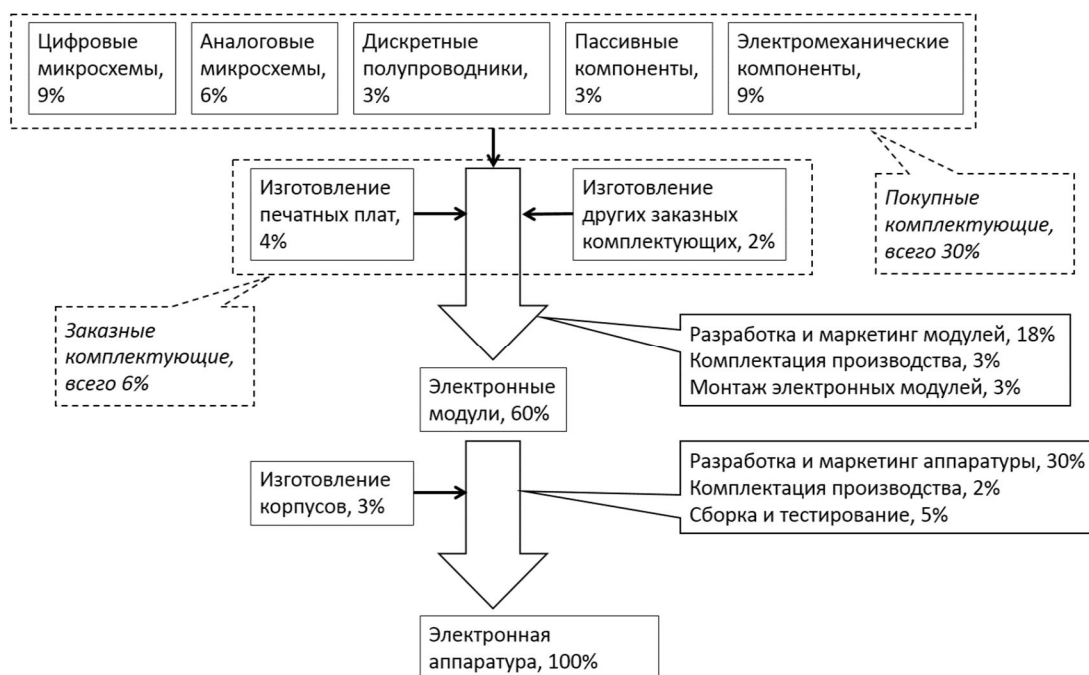 Цифровые
микросхемы,
9%
Аналоговые
микросхемы,
6%
Дискретные
полупроводники,
3%
Пассивные
компоненты,
3%
Электромеханические
компоненты,
9%
Покупные
комплектующие,
всего 30%
Изготовление
печатных плат,
4%
Изготовление
других заказных
комплектующих, 2%
Заказные
комплектующие,
всего 6%
Разработка и маркетинг модулей, 18%
Комплектация производства, 3%
Монтаж электронных модулей, 3%
Электронные
модули, 60%
Изготовление
корпусов, 3%
Разработка и маркетинг аппаратуры, 30%
Комплектация производства, 2%
Сборка и тестирование, 5%
Электронная
аппаратура, 100%